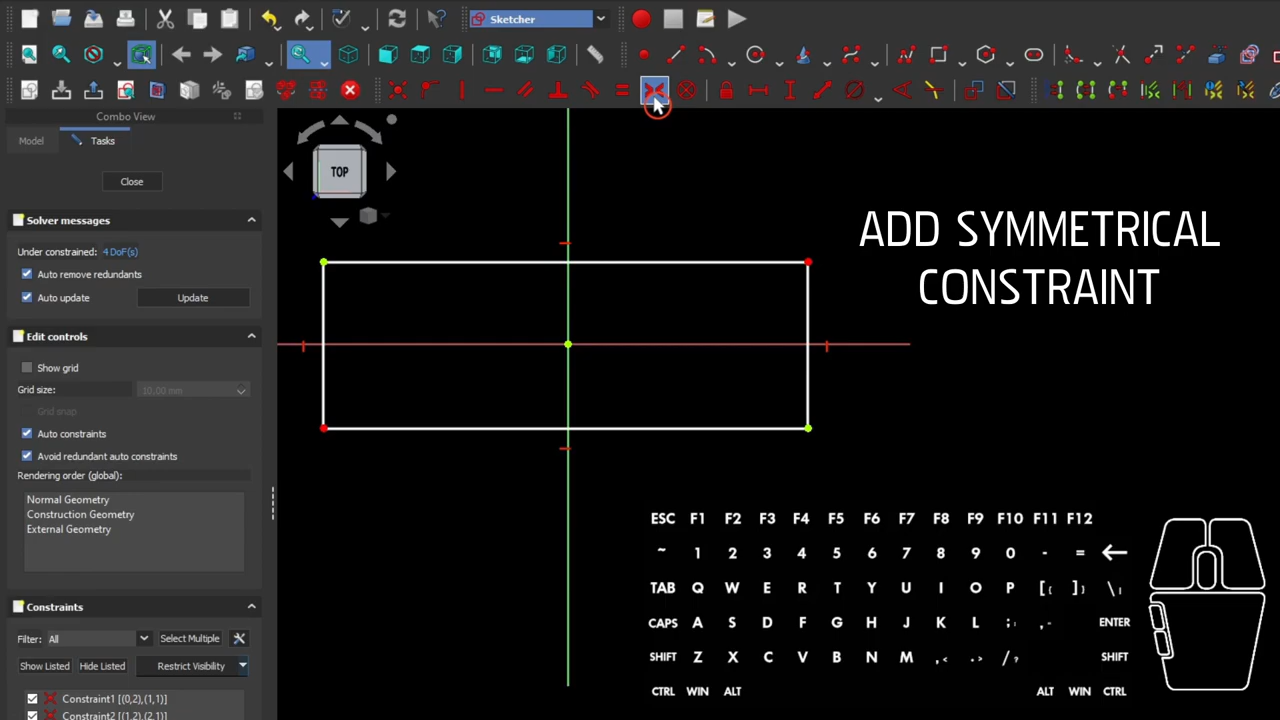 Sketcher
Combo View
Model
Tasks
TOP
Close
Solver messages
Under constrained:
4 DoF(s)
Auto remove redundants
Auto update
Update
Edit controls
Show grid
Grid size:
10.00 mm
Grid snap
Auto constraints
Avoid redundant auto constraints
Rendering order (global):
Normal Geometry
Construction Geometry
External Geometry
Constraints
Filter:
All
Select Multiple
Show Listed
Hide Listed
Restrict Visibility
Constraint1 [(0,2),(1,1)]
Constraint2 [(1,2),(2,1)]
ADD SYMMETRICAL
CONSTRAINT
ESC F1 F2 F3 F4 F5 F6 F7 F8 F9 F10 F11 F12
~ 1 2 3 4 5 6 7 8 9 0 - =
TAB Q W E R T Y U I O P [{ ]} \|
CAPS A S D F G H J K L ;: ENTER
SHIFT Z X C V B N M ,< .> /? SHIFT
CTRL WIN ALT ALT WIN CTRL